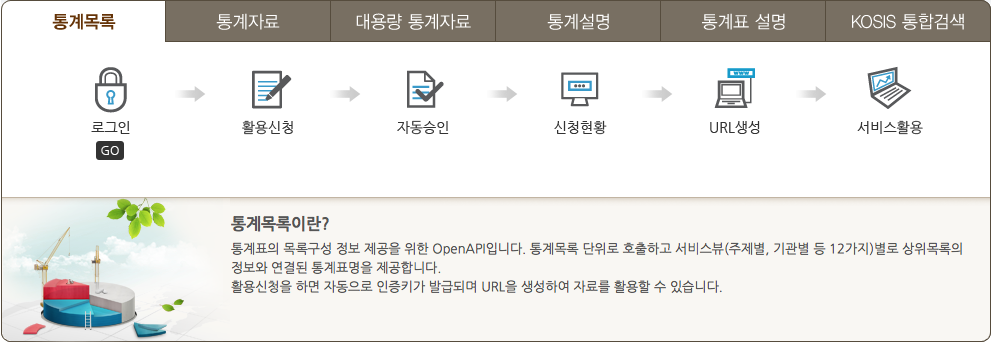 통계목록 통계자료 대용량 통계자료 통계설명 통계표 설명 KOSIS 통합검색
www
로그인 활용신청 자동승인 신청현황 URL생성 서비스활용
GO
통계목록이란?
통계표의 목록구성 정보 제공을 위한 OpenAPI입니다. 통계목록 단위로 호출하고 서비스뷰(주제별, 기관별 등 12가지)별로 상위목록의
정보와 연결된 통계표명을 제공합니다.
활용신청을 하면 자동으로 인증키가 발급되며 URL을 생성하여 자료를 활용할 수 있습니다.